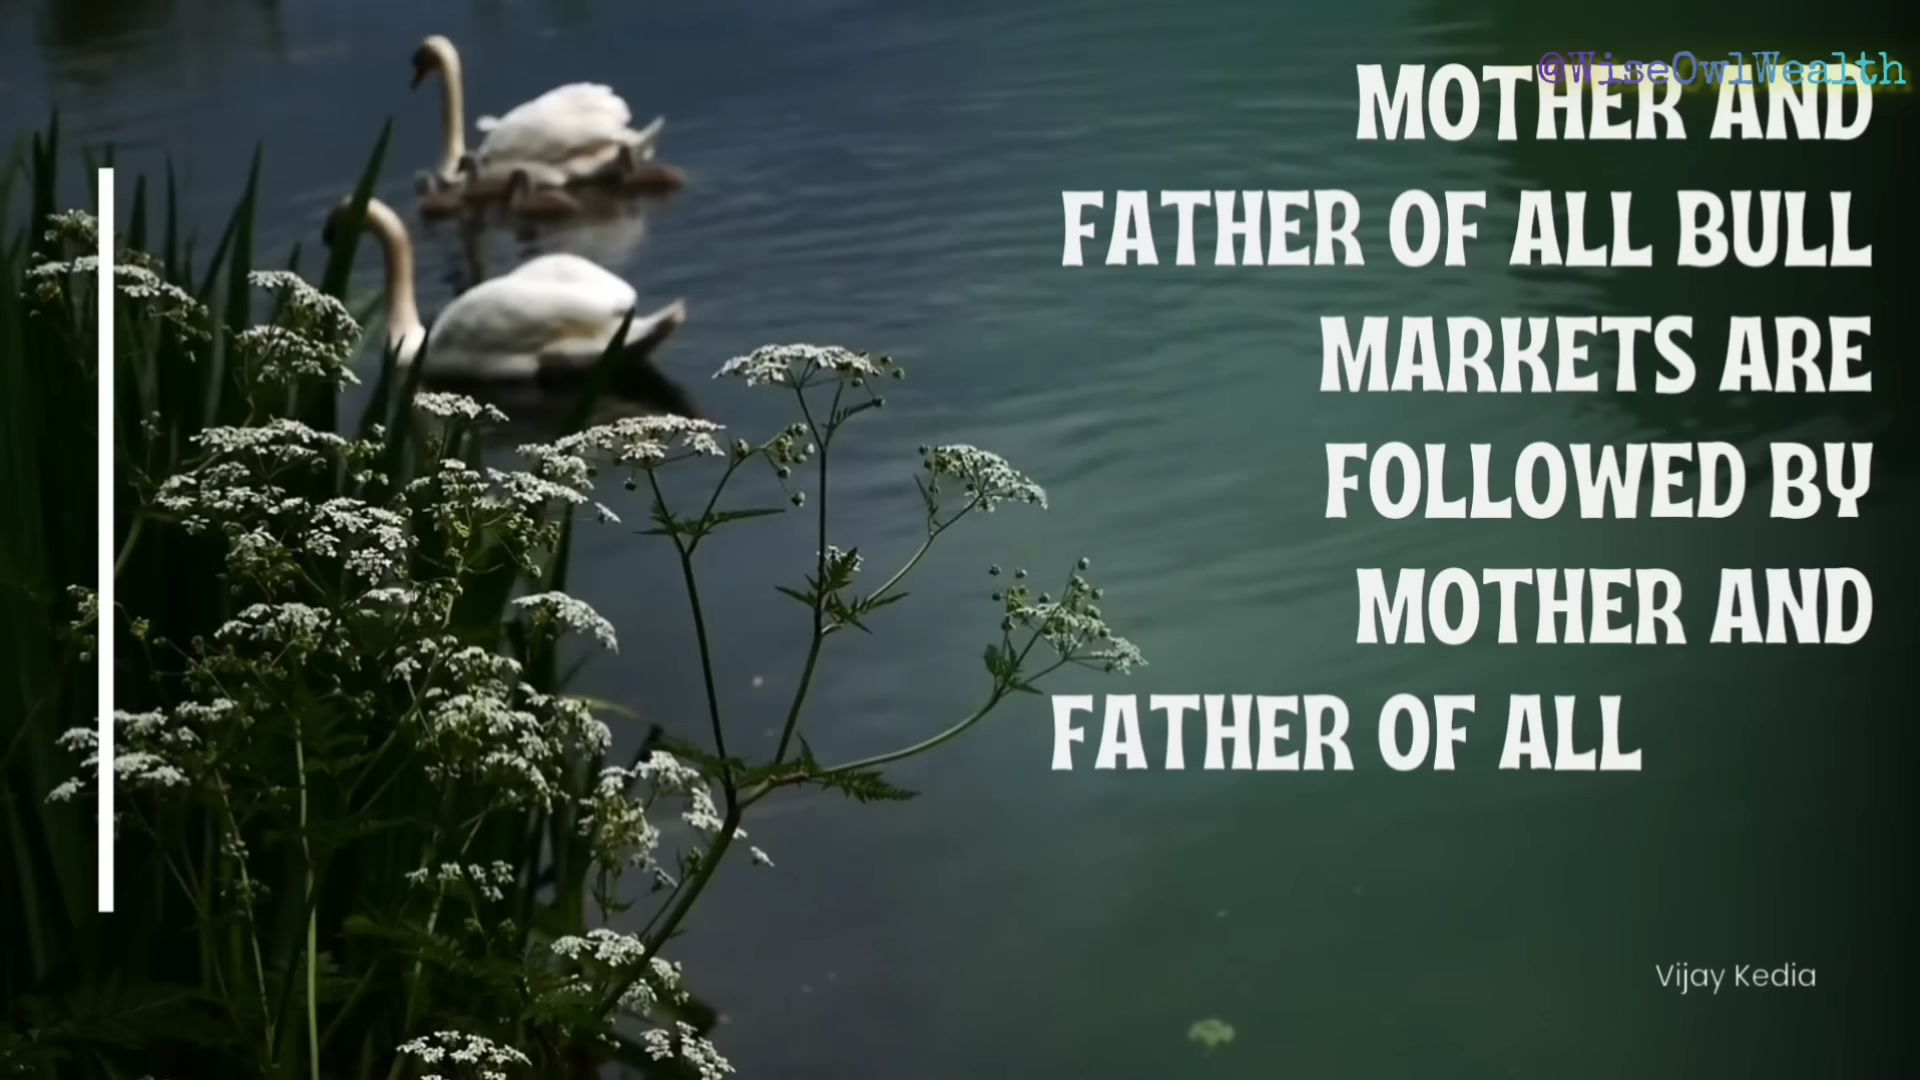 @WiseOwlWealth
MOTHER AND
FATHER OF ALL BULL
MARKETS ARE
FOLLOWED BY
MOTHER AND
FATHER OF ALL
Vijay Kedia